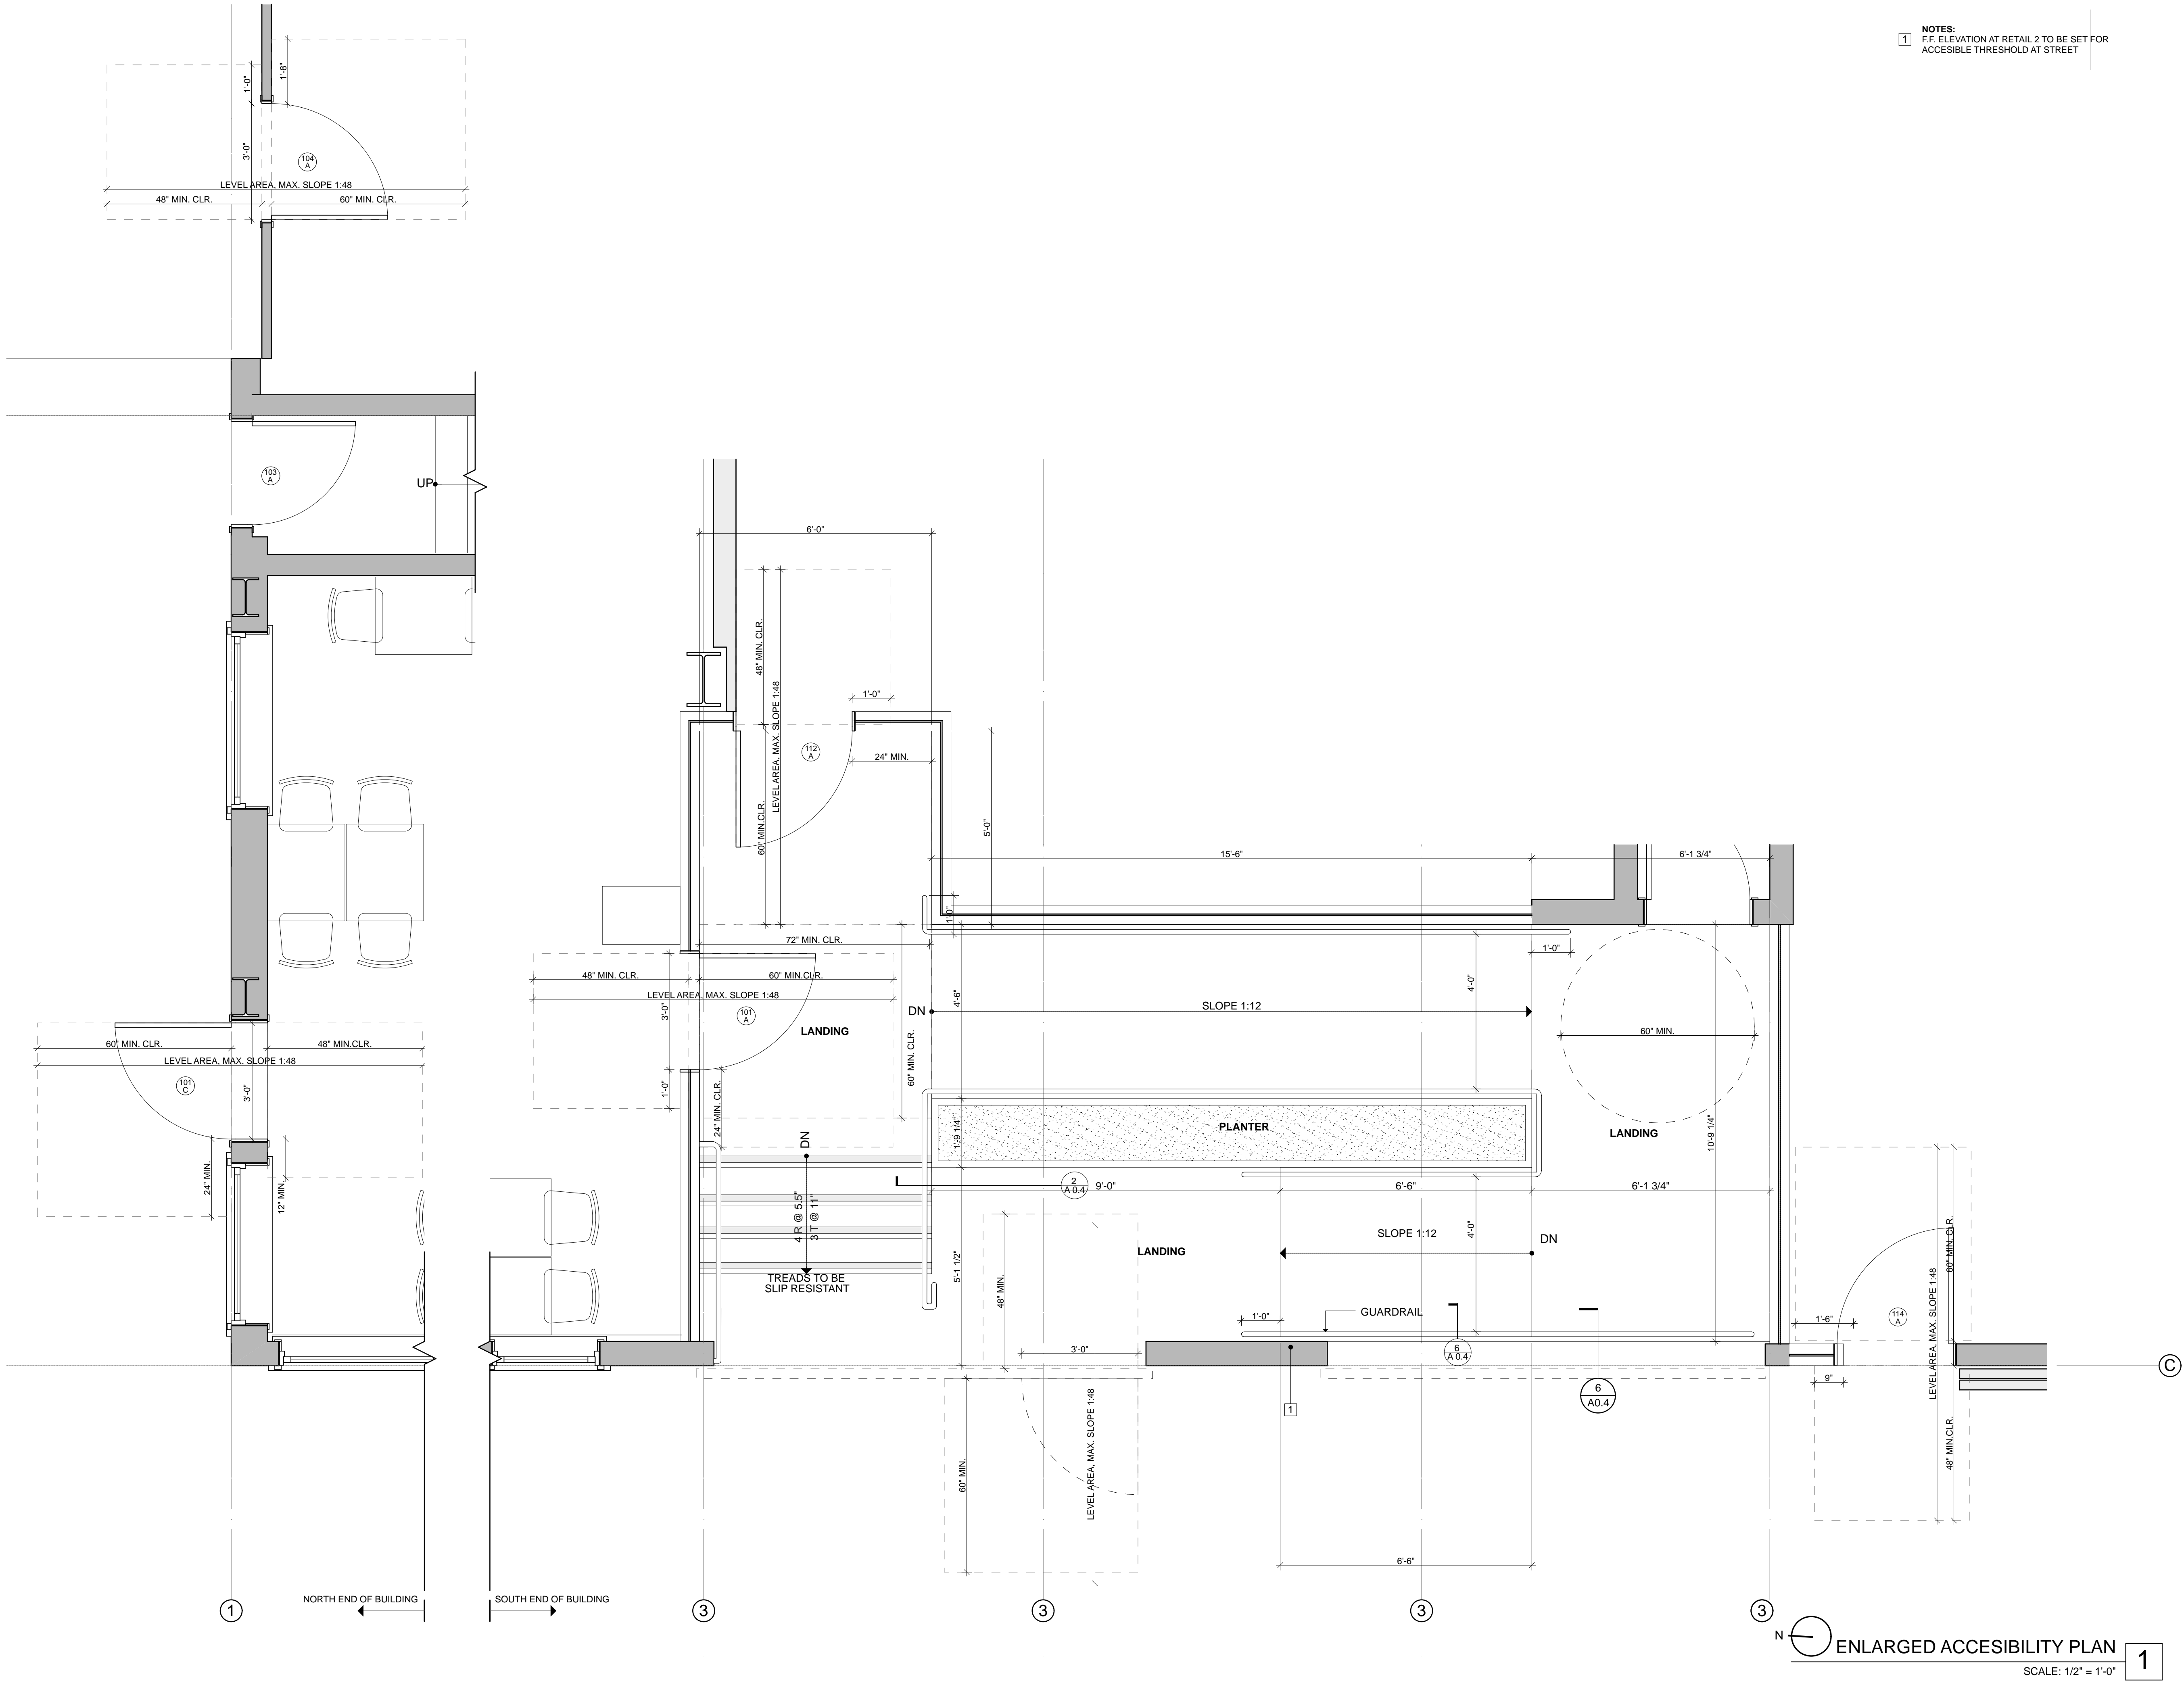 NOTES:
1 F.F. ELEVATION AT RETAIL 2 TO BE SET FOR
ACCESIBLE THRESHOLD AT STREET
1'-0"
1'-8"
3'-0"
104
A
LEVEL AREA, MAX. SLOPE 1:48
48" MIN. CLR.
60" MIN. CLR.
103
A
UP
6'-0"
48" MIN. CLR.
LEVEL AREA, MAX. SLOPE 1:48
1'-0"
112
A
24" MIN.
60" MIN.CLR.
5'-0"
15'-6"
6'-1 3/4"
1'-0"
72" MIN. CLR.
1'-0"
48" MIN. CLR.
60" MIN.CLR.
LEVEL AREA, MAX. SLOPE 1:48
3'-0"
101
A
LANDING
DN
4'-6"
SLOPE 1:12
4'-0"
60" MIN.
60" MIN. CLR.
60" MIN. CLR.
48" MIN.CLR.
LEVEL AREA, MAX. SLOPE 1:48
101
C
3'-0"
1'-0"
24" MIN. CLR.
24" MIN.
12" MIN.
DN
1'-9 1/4"
PLANTER
LANDING
10'-9 1/4"
4 R @ 5.5"
3 T @ 11"
TREADS TO BE
SLIP RESISTANT
2
A 0.4
9'-0"
6'-6"
6'-1 3/4"
5'-1 1/2"
48" MIN.
LANDING
SLOPE 1:12
4'-0"
DN
1'-0"
GUARDRAIL
3'-0"
6
A 0.4
6
A0.4
1
60" MIN.
LEVEL AREA, MAX. SLOPE 1:48
6'-6"
60" MIN. CLR.
LEVEL AREA, MAX. SLOPE 1:48
1'-6"
114
A
9"
48" MIN.CLR.
C
NORTH END OF BUILDING
SOUTH END OF BUILDING
1
3
3
3
3
N
ENLARGED ACCESIBILITY PLAN
1
SCALE: 1/2" = 1'-0"